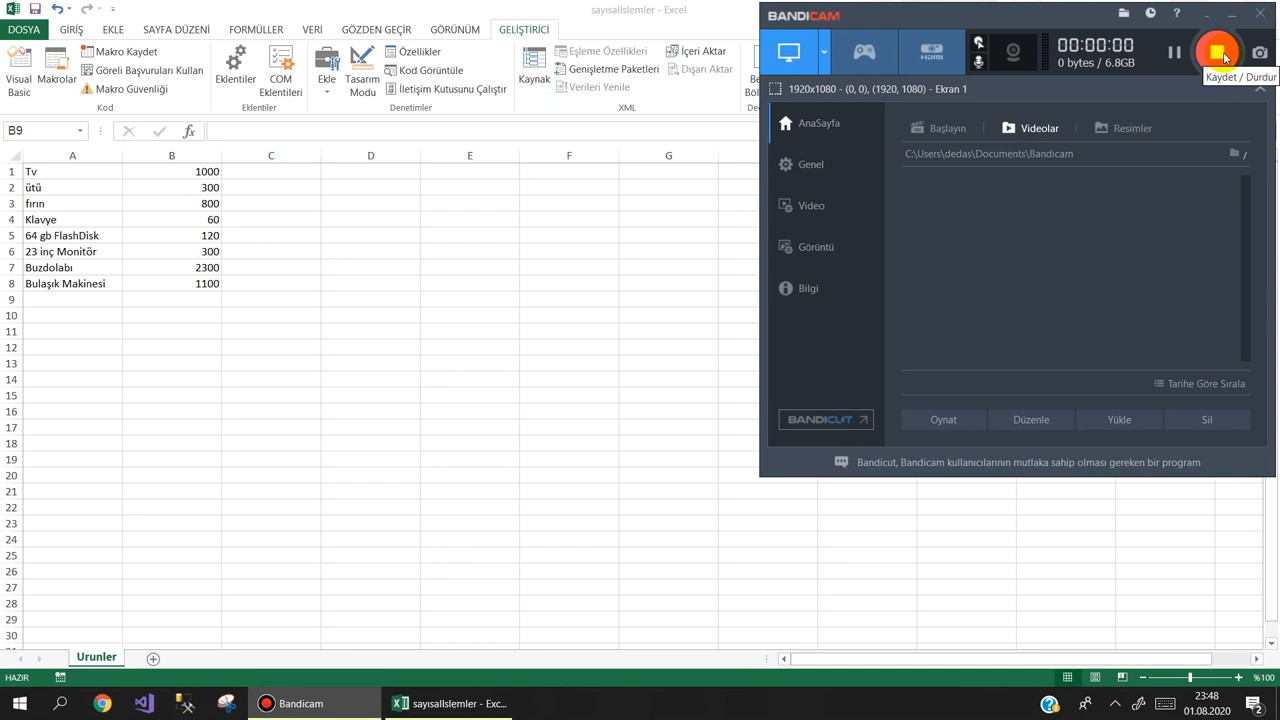 sayısalIslemler - Excel
DOSYA GİRİŞ EKLE SAYFA DÜZENİ FORMÜLLER VERİ GÖZDEN GEÇİR GÖRÜNÜM GELİŞTİRİCİ
Visual Basic
Makrolar
Makro Kaydet
Göreli Başvuruları Kullan
Makro Güvenliği
Kod
Eklentiler
COM Eklentileri
Eklentiler
Ekle
Tasarım Modu
Özellikler
Kod Görüntüle
İletişim Kutusunu Çalıştır
Denetimler
Kaynak
Eşleme Özellikleri
Genişletme Paketleri
Verileri Yenile
İçeri Aktar
Dışarı Aktar
XML
B9
fx
A B C D E F G
1 Tv 1000
2 ütü 300
3 fırın 800
4 Klavye 60
5 64 gb FlashDisk 120
6 23 inç Monitör 300
7 Buzdolabı 2300
8 Bulaşık Makinesi 1100
9
10
11
12
13
14
15
16
17
18
19
20
21
22
23
24
25
26
27
28
29
30
BANDICAM
HDMI
00:00:00
0 bytes / 6.8GB
Kaydet / Durdur
1920x1080 - (0, 0), (1920, 1080) - Ekran 1
AnaSayfa
Genel
Video
Görüntü
Bilgi
BANDICUT
Başlayın
Videolar
Resimler
C:\Users\dedas\Documents\Bandicam
/
Tarihe Göre Sırala
Oynat Düzenle Yükle Sil
Bandicut, Bandicam kullanıcılarının mutlaka sahip olması gereken bir program
Urunler
HAZIR
%100
Bandicam
sayısalIslemler - Exc...
23:48
01.08.2020
2